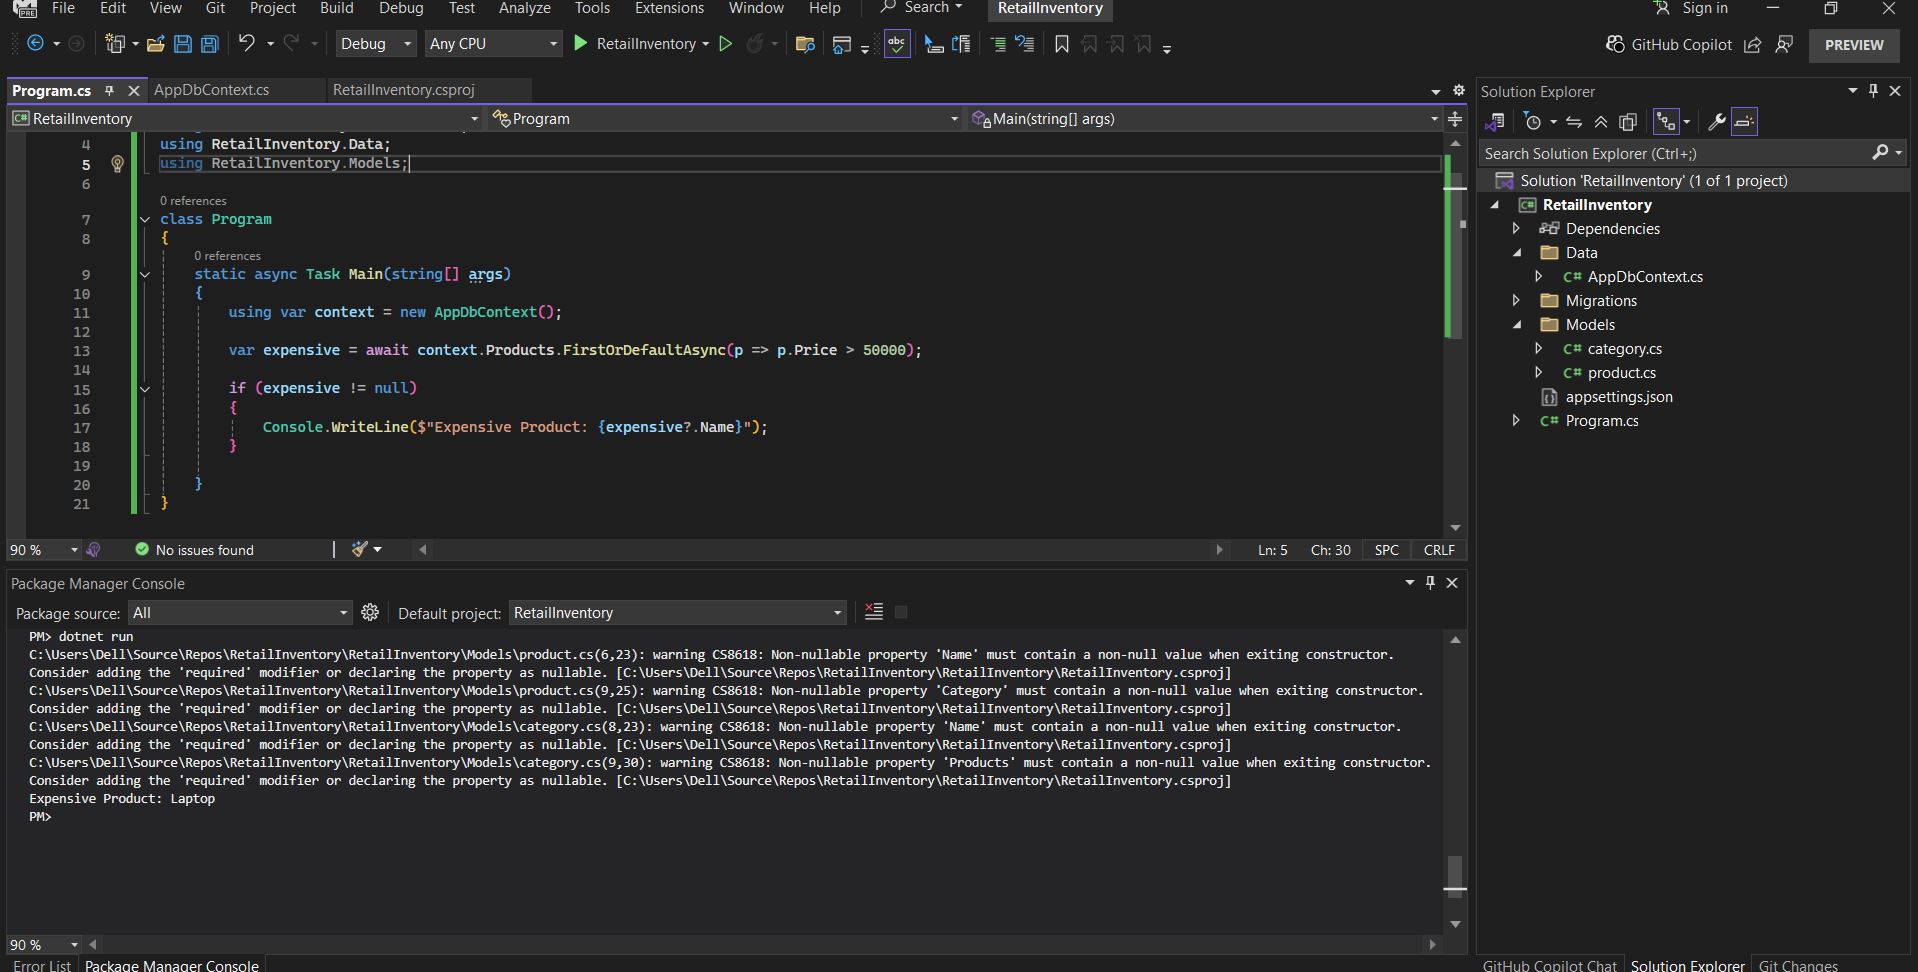 PRE File Edit View Git Project Build Debug Test Analyze Tools Extensions Window Help Search RetailInventory Sign in
Debug Any CPU RetailInventory abc GitHub Copilot PREVIEW
Program.cs AppDbContext.cs RetailInventory.csproj
C# RetailInventory Program Main(string[] args)
4 using RetailInventory.Data;
5 using RetailInventory.Models;
6
0 references
7 class Program
8 {
0 references
9 static async Task Main(string[] args)
10 {
11 using var context = new AppDbContext();
12
13 var expensive = await context.Products.FirstOrDefaultAsync(p => p.Price > 50000);
14
15 if (expensive != null)
16 {
17 Console.WriteLine($"Expensive Product: {expensive?.Name}");
18 }
19
20 }
21 }
90 % No issues found Ln: 5 Ch: 30 SPC CRLF
Package Manager Console
Package source: All Default project: RetailInventory
PM> dotnet run
C:\Users\Dell\Source\Repos\RetailInventory\RetailInventory\Models\product.cs(6,23): warning CS8618: Non-nullable property 'Name' must contain a non-null value when exiting constructor.
Consider adding the 'required' modifier or declaring the property as nullable. [C:\Users\Dell\Source\Repos\RetailInventory\RetailInventory\RetailInventory.csproj]
C:\Users\Dell\Source\Repos\RetailInventory\RetailInventory\Models\product.cs(9,25): warning CS8618: Non-nullable property 'Category' must contain a non-null value when exiting constructor.
Consider adding the 'required' modifier or declaring the property as nullable. [C:\Users\Dell\Source\Repos\RetailInventory\RetailInventory\RetailInventory.csproj]
C:\Users\Dell\Source\Repos\RetailInventory\RetailInventory\Models\category.cs(8,23): warning CS8618: Non-nullable property 'Name' must contain a non-null value when exiting constructor.
Consider adding the 'required' modifier or declaring the property as nullable. [C:\Users\Dell\Source\Repos\RetailInventory\RetailInventory\RetailInventory.csproj]
C:\Users\Dell\Source\Repos\RetailInventory\RetailInventory\Models\category.cs(9,30): warning CS8618: Non-nullable property 'Products' must contain a non-null value when exiting constructor.
Consider adding the 'required' modifier or declaring the property as nullable. [C:\Users\Dell\Source\Repos\RetailInventory\RetailInventory\RetailInventory.csproj]
Expensive Product: Laptop
PM>
90 %
Error List Package Manager Console
Solution Explorer
Search Solution Explorer (Ctrl+;)
Solution 'RetailInventory' (1 of 1 project)
C# RetailInventory
Dependencies
Data
C# AppDbContext.cs
Migrations
Models
C# category.cs
C# product.cs
appsettings.json
C# Program.cs
GitHub Copilot Chat Solution Explorer Git Changes